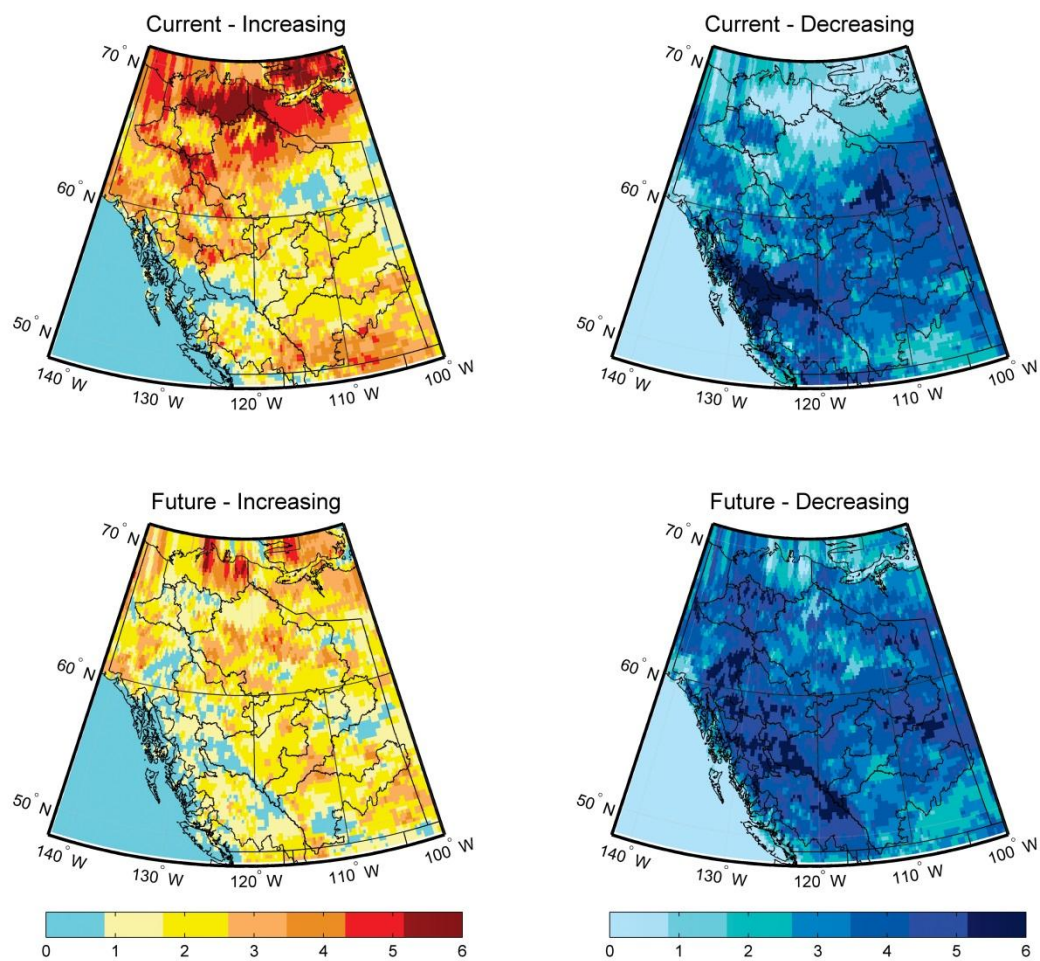 Current - Increasing
Current - Decreasing
70° N
60° N
50° N
140° W
130° W
120° W
110° W
100° W
70° N
60° N
50° N
140° W
130° W
120° W
110° W
100° W
Future - Increasing
Future - Decreasing
70° N
60° N
50° N
140° W
130° W
120° W
110° W
100° W
70° N
60° N
50° N
140° W
130° W
120° W
110° W
100° W
0 1 2 3 4 5 6
0 1 2 3 4 5 6